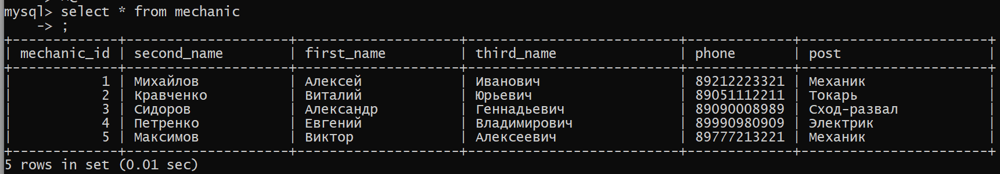 mysql> select * from mechanic
    -> ;
+-------------+--------------------+--------------------+--------------------------+-------------+-----------------------+
| mechanic_id | second_name        | first_name         | third_name               | phone       | post                  |
+-------------+--------------------+--------------------+--------------------------+-------------+-----------------------+
|           1 | Михайлов           | Алексей            | Иванович                 | 89212223321 | Механик               |
|           2 | Кравченко          | Виталий            | Юрьевич                  | 89051112211 | Токарь                |
|           3 | Сидоров            | Александр          | Геннадьевич              | 89090008989 | Сход-развал           |
|           4 | Петренко           | Евгений            | Владимирович             | 89990980909 | Электрик              |
|           5 | Максимов           | Виктор             | Алексеевич               | 89777213221 | Механик               |
+-------------+--------------------+--------------------+--------------------------+-------------+-----------------------+
5 rows in set (0.01 sec)